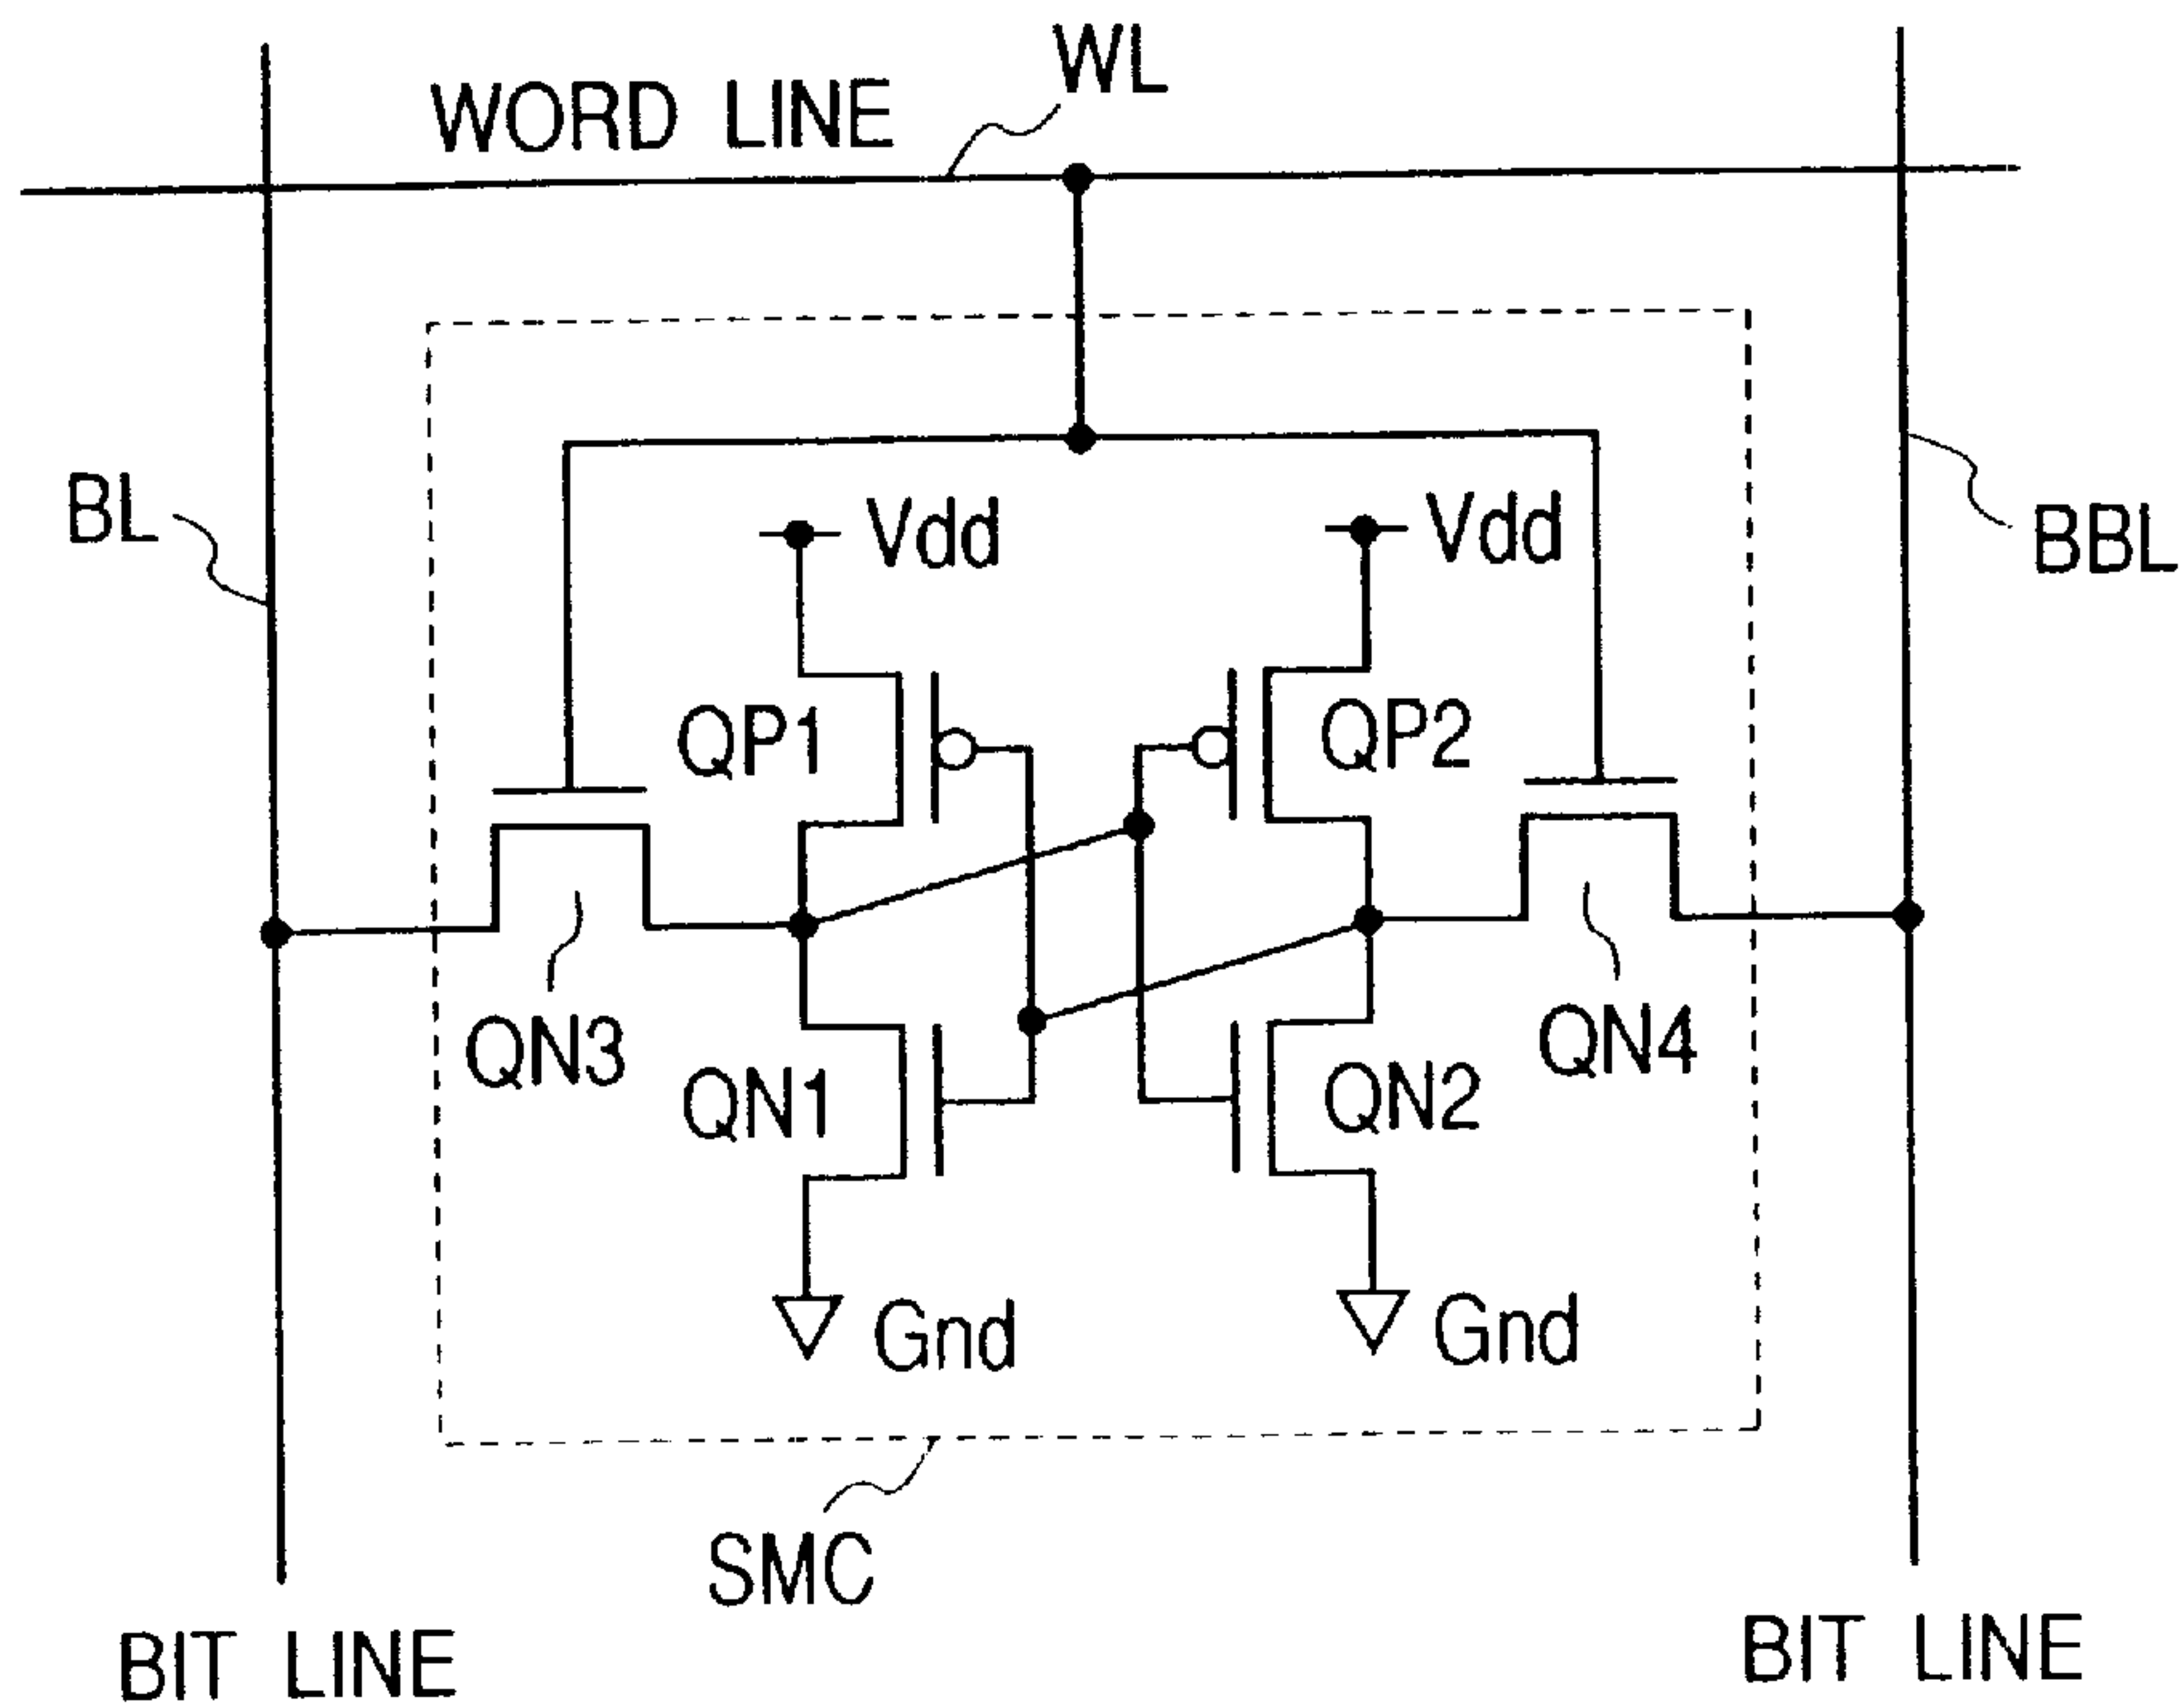 WL
WORD LINE
BL
Vdd
Vdd
BBL
QP1
QP2
QN3
QN1
QN2
QN4
Gnd
Gnd
SMC
BIT LINE
BIT LINE